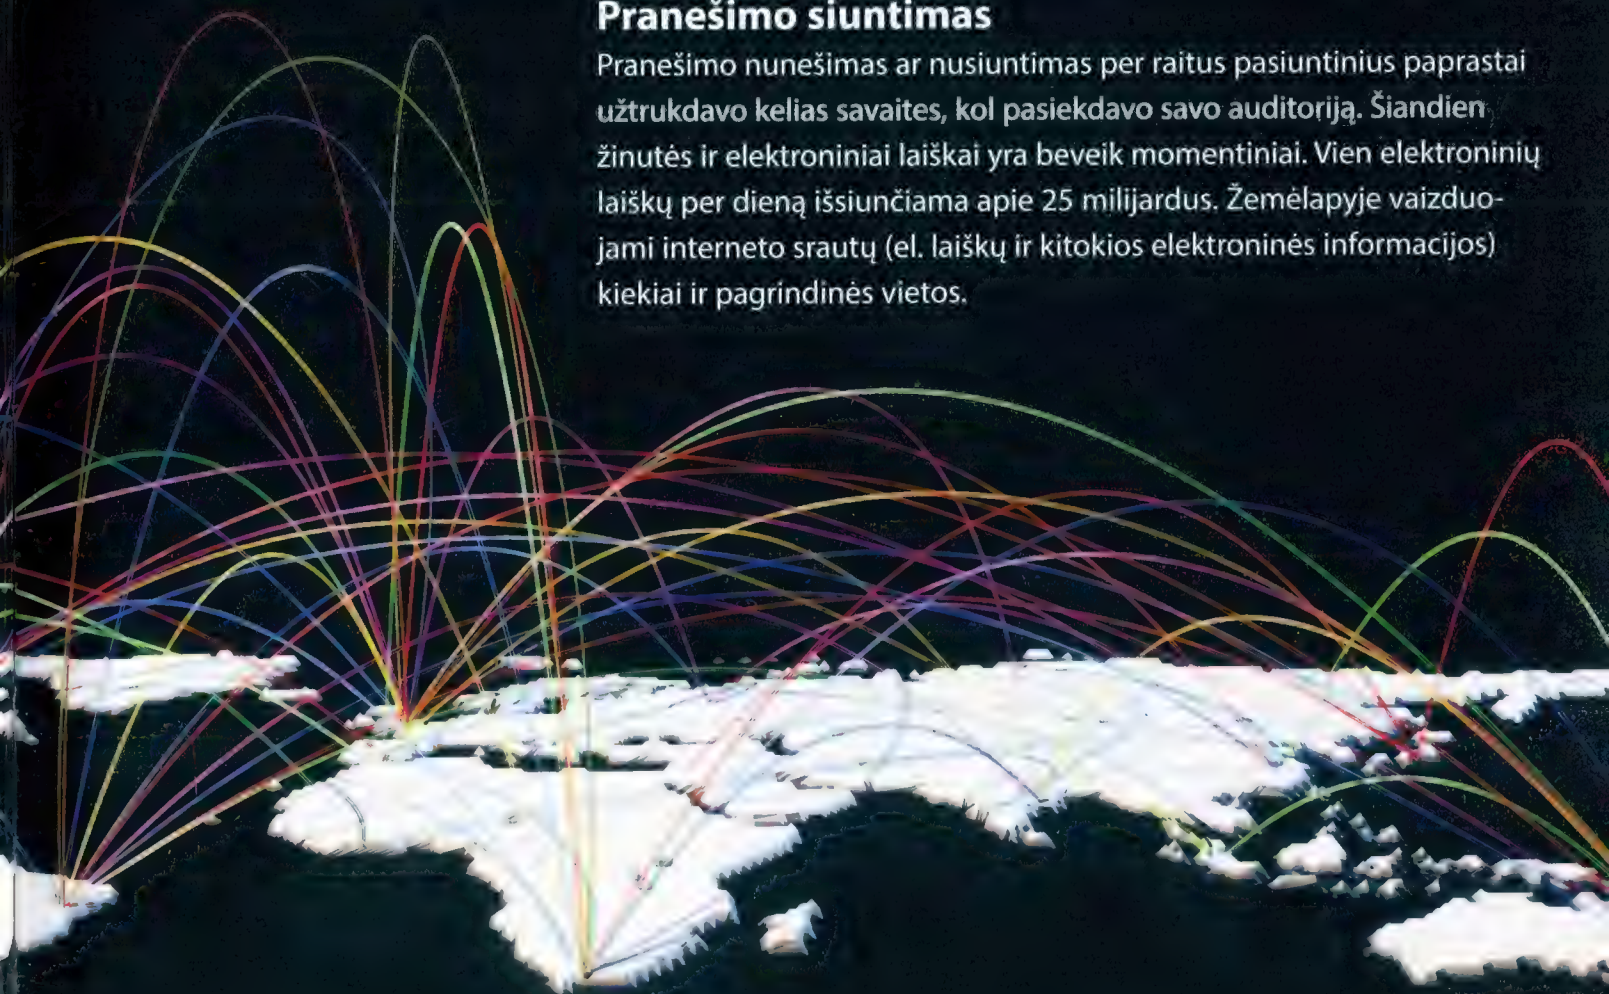 Pranešimo siuntimas
Pranešimo nunešimas ar nusiuntimas per raitus pasiuntinius paprastai
užtrukdavo kelias savaites, kol pasiekdavo savo auditoriją. Šiandien
žinutės ir elektroniniai laiškai yra beveik momentiniai. Vien elektroninių
laiškų per dieną išsiunčiama apie 25 milijardus. Žemėlapyje vaizduo-
jami interneto srautų (el. laiškų ir kitokios elektroninės informacijos)
kiekiai ir pagrindinės vietos.